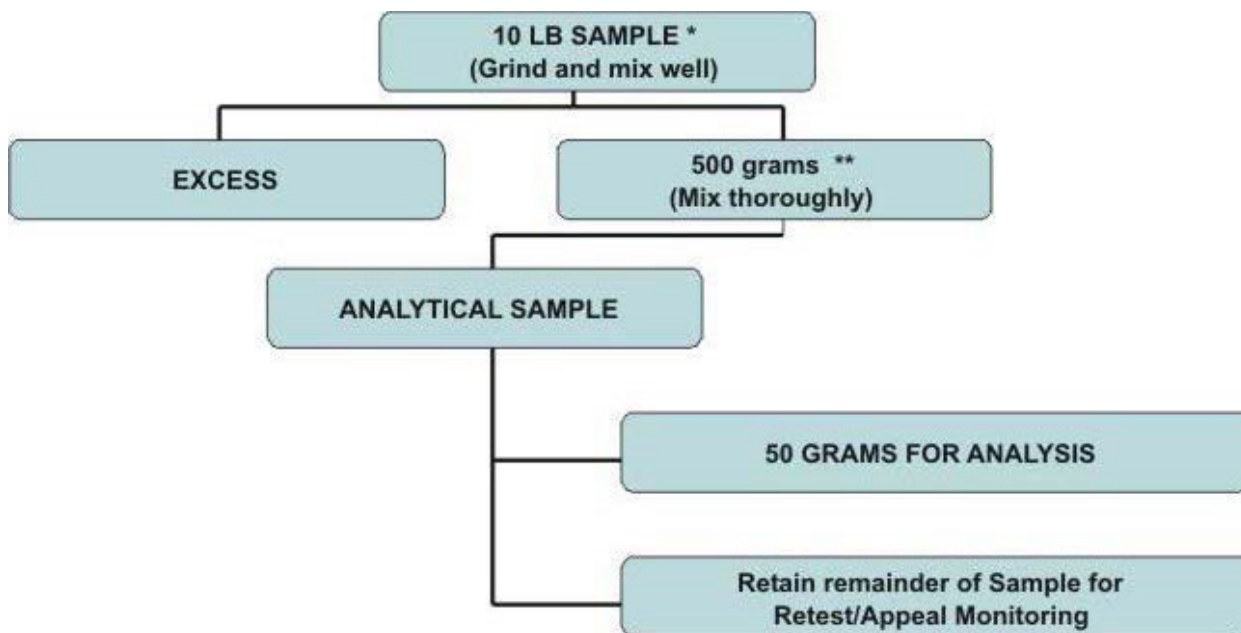 10 LB SAMPLE *
(Grind and mix well)
EXCESS
500 grams **
(Mix thoroughly)
ANALYTICAL SAMPLE
50 GRAMS FOR ANALYSIS
Retain remainder of Sample for
Retest/Appeal Monitoring